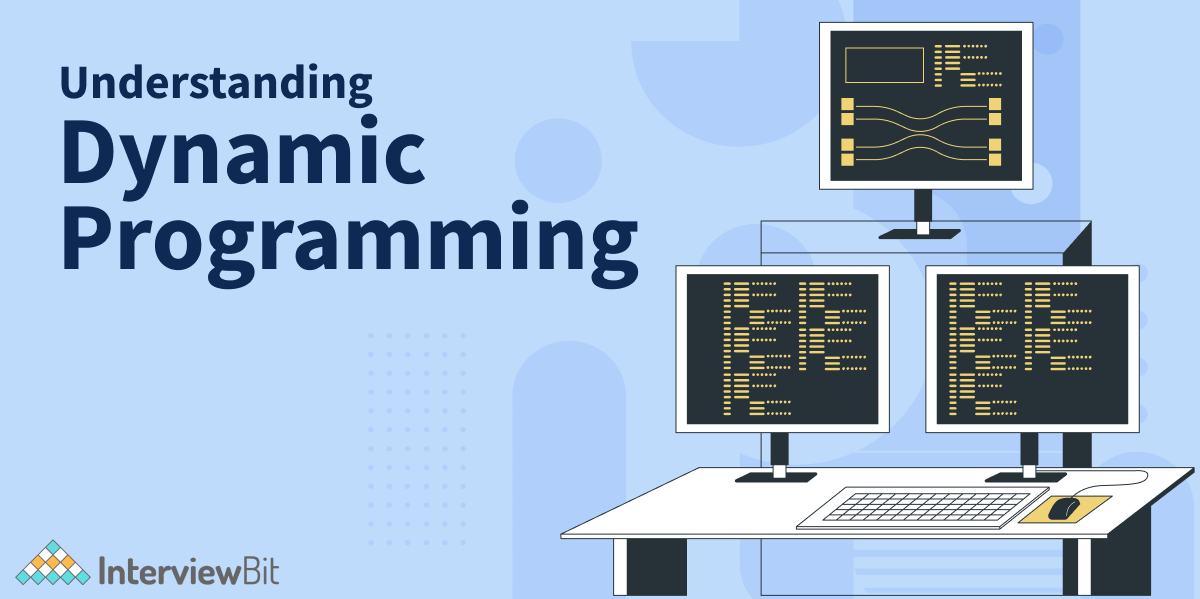 Understanding
Dynamic
Programming
InterviewBit